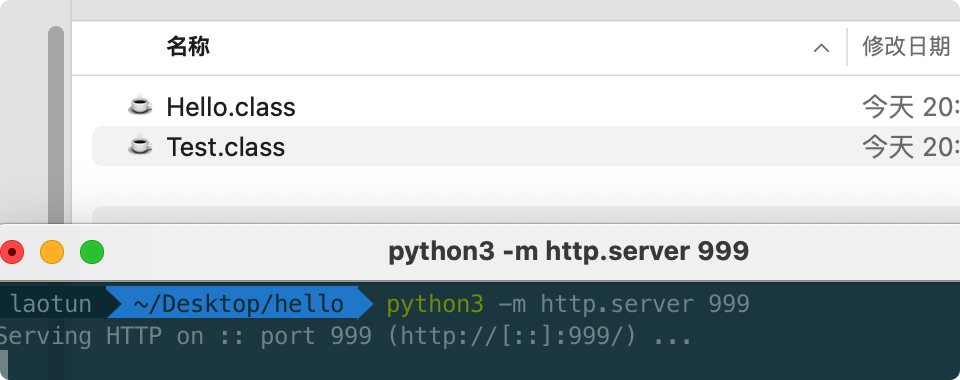 名称 修改日期
Hello.class 今天 20:
Test.class 今天 20:
python3 -m http.server 999
laotun ~/Desktop/hello python3 -m http.server 999
Serving HTTP on :: port 999 (http://[::]:999/) ...